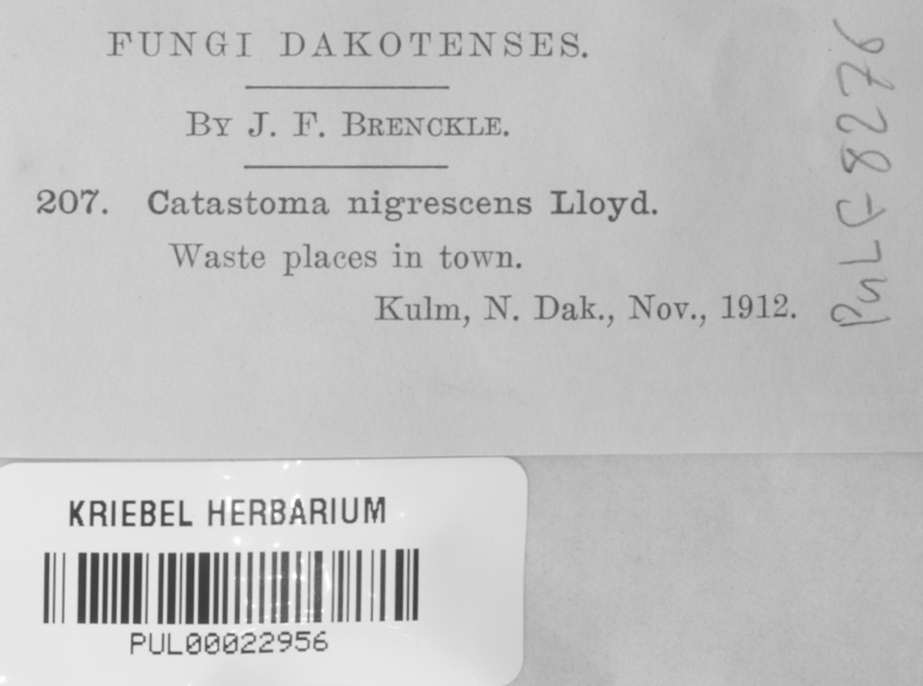 FUNGI DAKOTENSES.
BY J. F. BRENCKLE.
207. Catastoma nigrescens Lloyd.
Waste places in town.
Kulm, N. Dak., Nov., 1912.
PuL F8276
KRIEBEL HERBARIUM
PUL00022956